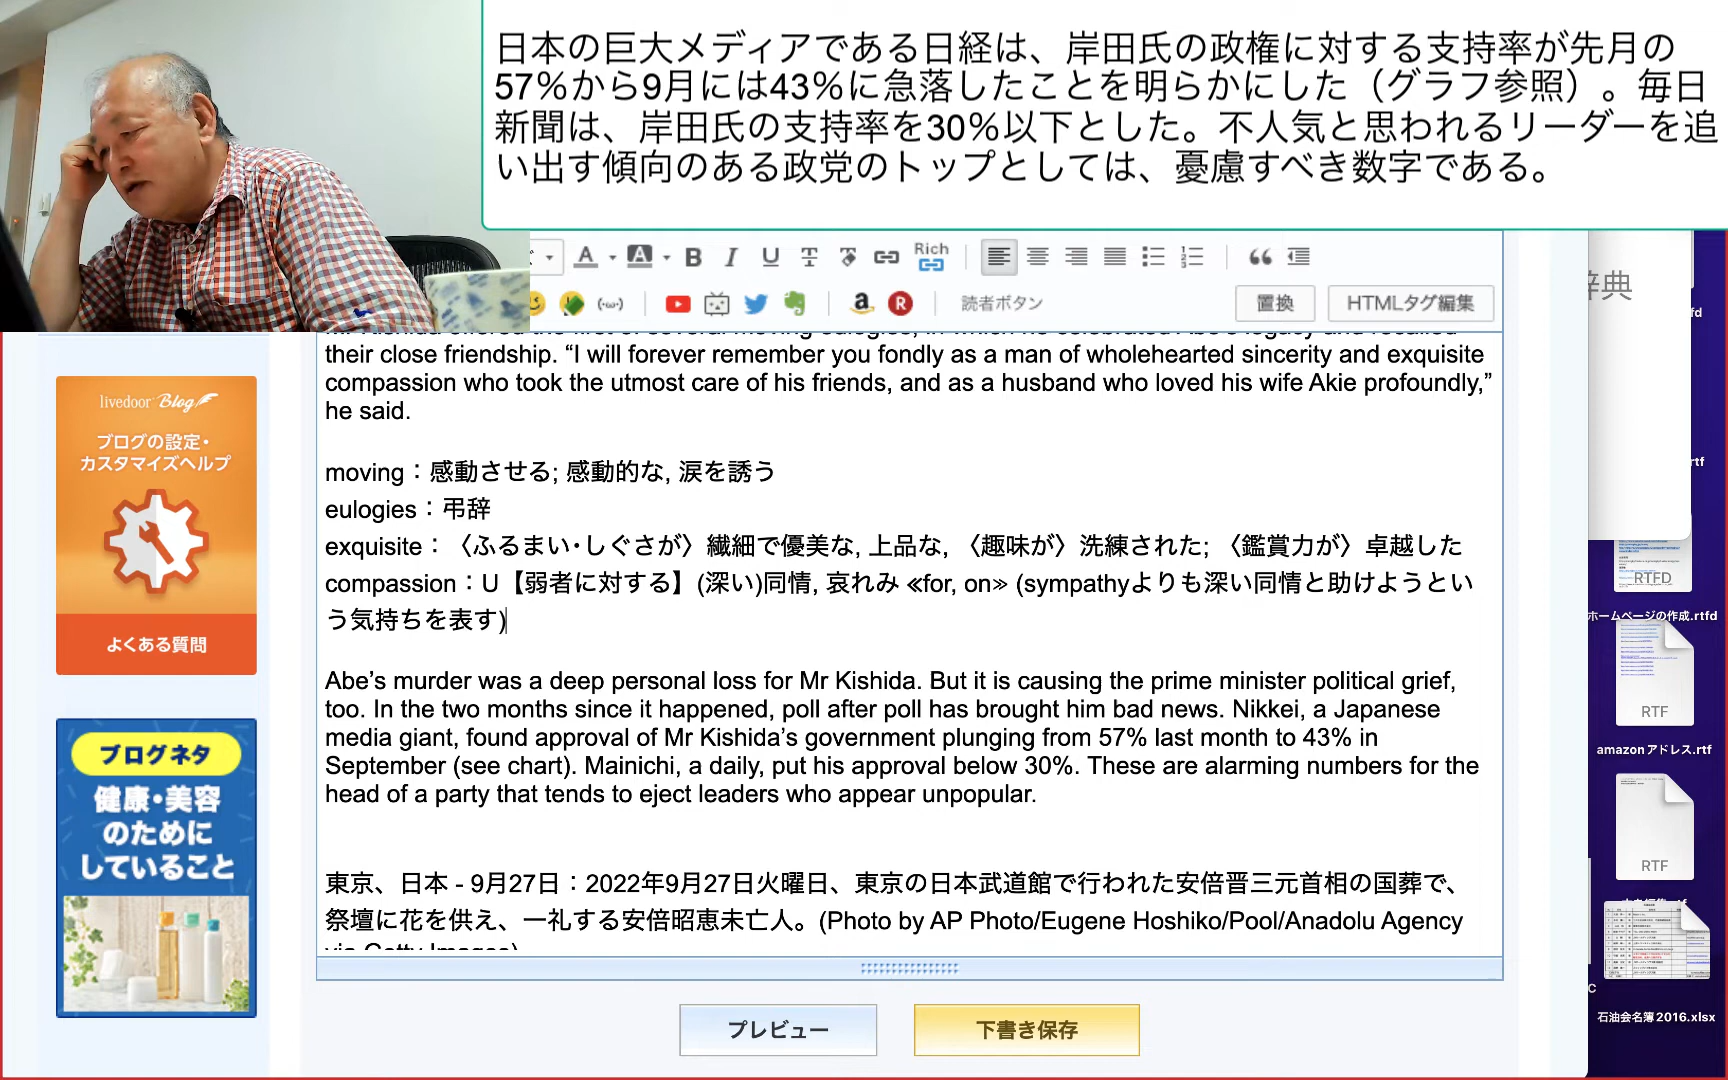 日本の巨大メディアである日経は、岸田氏の政権に対する支持率が先月の
57%から9月には43%に急落したことを明らかにした（グラフ参照）。毎日
新聞は、岸田氏の支持率を30%以下とした。不人気と思われるリーダーを追
い出す傾向のある政党のトップとしては、憂慮すべき数字である。
A A B I U T Rich
読者ボタン 置換 HTMLタグ編集
their close friendship. “I will forever remember you fondly as a man of wholehearted sincerity and exquisite
compassion who took the utmost care of his friends, and as a husband who loved his wife Akie profoundly,”
he said.
moving：感動させる; 感動的な, 涙を誘う
eulogies：弔辞
exquisite：〈ふるまい･しぐさが〉繊細で優美な, 上品な, 〈趣味が〉洗練された; 〈鑑賞力が〉卓越した
compassion：U【弱者に対する】(深い)同情, 哀れみ ≪for, on≫ (sympathyよりも深い同情と助けようとい
う気持ちを表す)
Abe’s murder was a deep personal loss for Mr Kishida. But it is causing the prime minister political grief,
too. In the two months since it happened, poll after poll has brought him bad news. Nikkei, a Japanese
media giant, found approval of Mr Kishida’s government plunging from 57% last month to 43% in
September (see chart). Mainichi, a daily, put his approval below 30%. These are alarming numbers for the
head of a party that tends to eject leaders who appear unpopular.
東京、日本 - 9月27日：2022年9月27日火曜日、東京の日本武道館で行われた安倍晋三元首相の国葬で、
祭壇に花を供え、一礼する安倍昭恵未亡人。(Photo by AP Photo/Eugene Hoshiko/Pool/Anadolu Agency
via Getty Images)
プレビュー
下書き保存
livedoor Blog
ブログの設定・
カスタマイズヘルプ
よくある質問
ブログネタ
健康・美容
のために
していること
辞典
fd
rtf
RTFD
ホームページの作成.rtfd
RTF
amazonアドレス.rtf
RTF
C
石油会名簿2016.xlsx